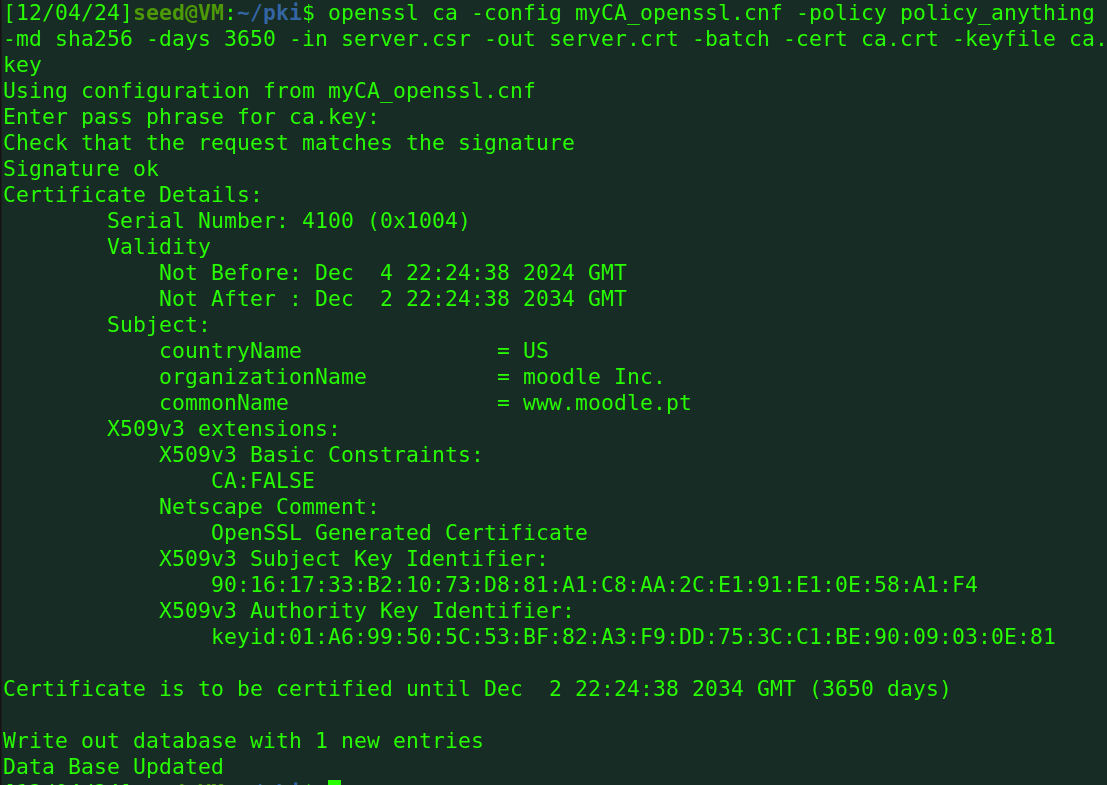 [12/04/24]seed@VM:~/pki$ openssl ca -config myCA_openssl.cnf -policy policy_anything
-md sha256 -days 3650 -in server.csr -out server.crt -batch -cert ca.crt -keyfile ca.
key
Using configuration from myCA_openssl.cnf
Enter pass phrase for ca.key:
Check that the request matches the signature
Signature ok
Certificate Details:
        Serial Number: 4100 (0x1004)
        Validity
            Not Before: Dec  4 22:24:38 2024 GMT
            Not After : Dec  2 22:24:38 2034 GMT
        Subject:
            countryName               = US
            organizationName          = moodle Inc.
            commonName                = www.moodle.pt
        X509v3 extensions:
            X509v3 Basic Constraints:
                CA:FALSE
            Netscape Comment:
                OpenSSL Generated Certificate
            X509v3 Subject Key Identifier:
                90:16:17:33:B2:10:73:D8:81:A1:C8:AA:2C:E1:91:E1:0E:58:A1:F4
            X509v3 Authority Key Identifier:
                keyid:01:A6:99:50:5C:53:BF:82:A3:F9:DD:75:3C:C1:BE:90:09:03:0E:81
Certificate is to be certified until Dec  2 22:24:38 2034 GMT (3650 days)
Write out database with 1 new entries
Data Base Updated